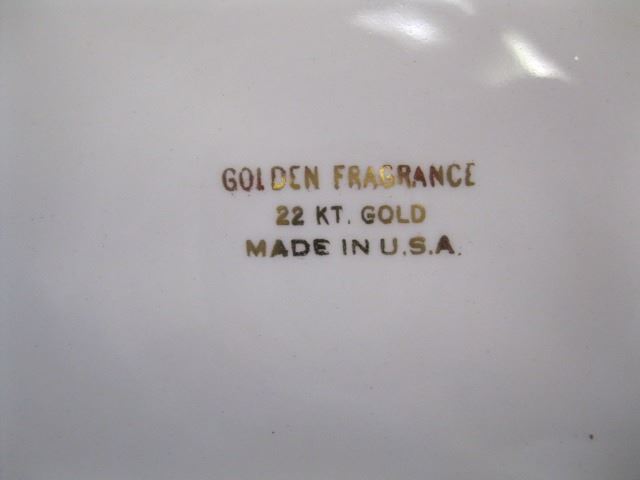 GOLDEN FRAGRANCE
22 KT. GOLD
MADE IN U.S.A.